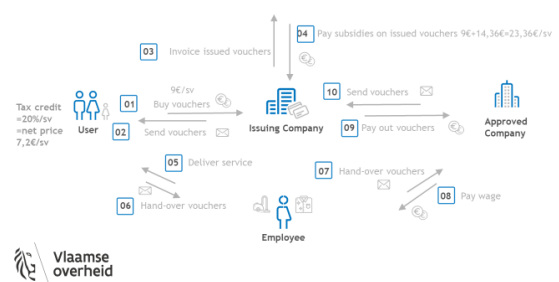 04 Pay subsidies on issued vouchers 9€+14,36€=23,36€/sv
03 Invoice issued vouchers
9€/sv
10 Send vouchers
01 Buy vouchers
Tax credit
=20%/sv
=net price
7,2€/sv
User
02 Send vouchers
Issuing Company
09 Pay out vouchers
Approved
Company
05 Deliver service
07 Hand-over vouchers
06 Hand-over vouchers
08 Pay wage
Employee
Vlaamse
overheid